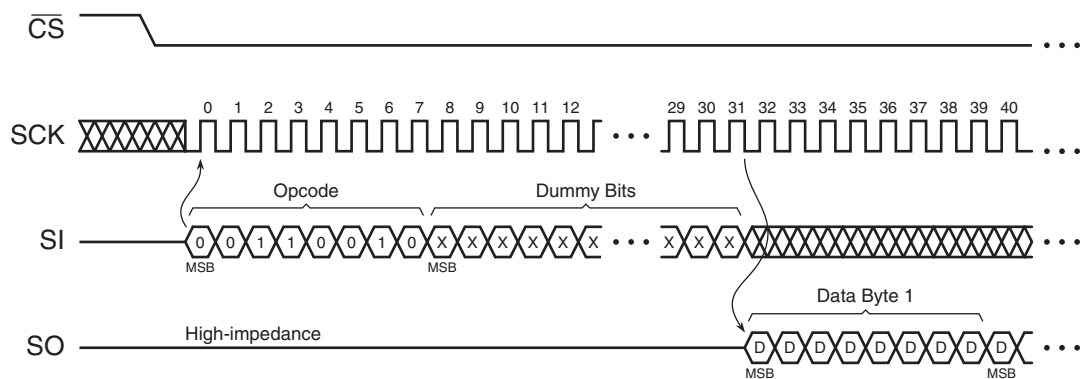 CS
SCK
0 1 2 3 4 5 6 7 8 9 10 11 12 29 30 31 32 33 34 35 36 37 38 39 40
Opcode Dummy Bits
SI
0 0 1 1 0 0 1 0 X X X X X X X X X
MSB MSB
Data Byte 1
High-impedance
SO
D D D D D D D D D
MSB MSB